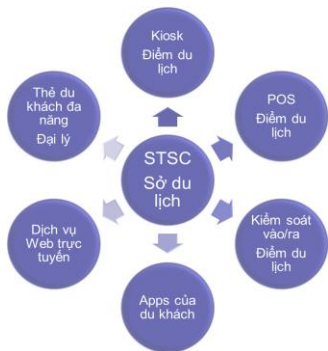 Kiosk
Điểm du
lịch
Thẻ du
khách đa
năng
Đại lý
POS
Điểm du
lịch
STSC
Sở du
lịch
Dịch vụ
Web trực
tuyến
Kiểm soát
vào/ra
Điểm du
lịch
Apps của
du khách